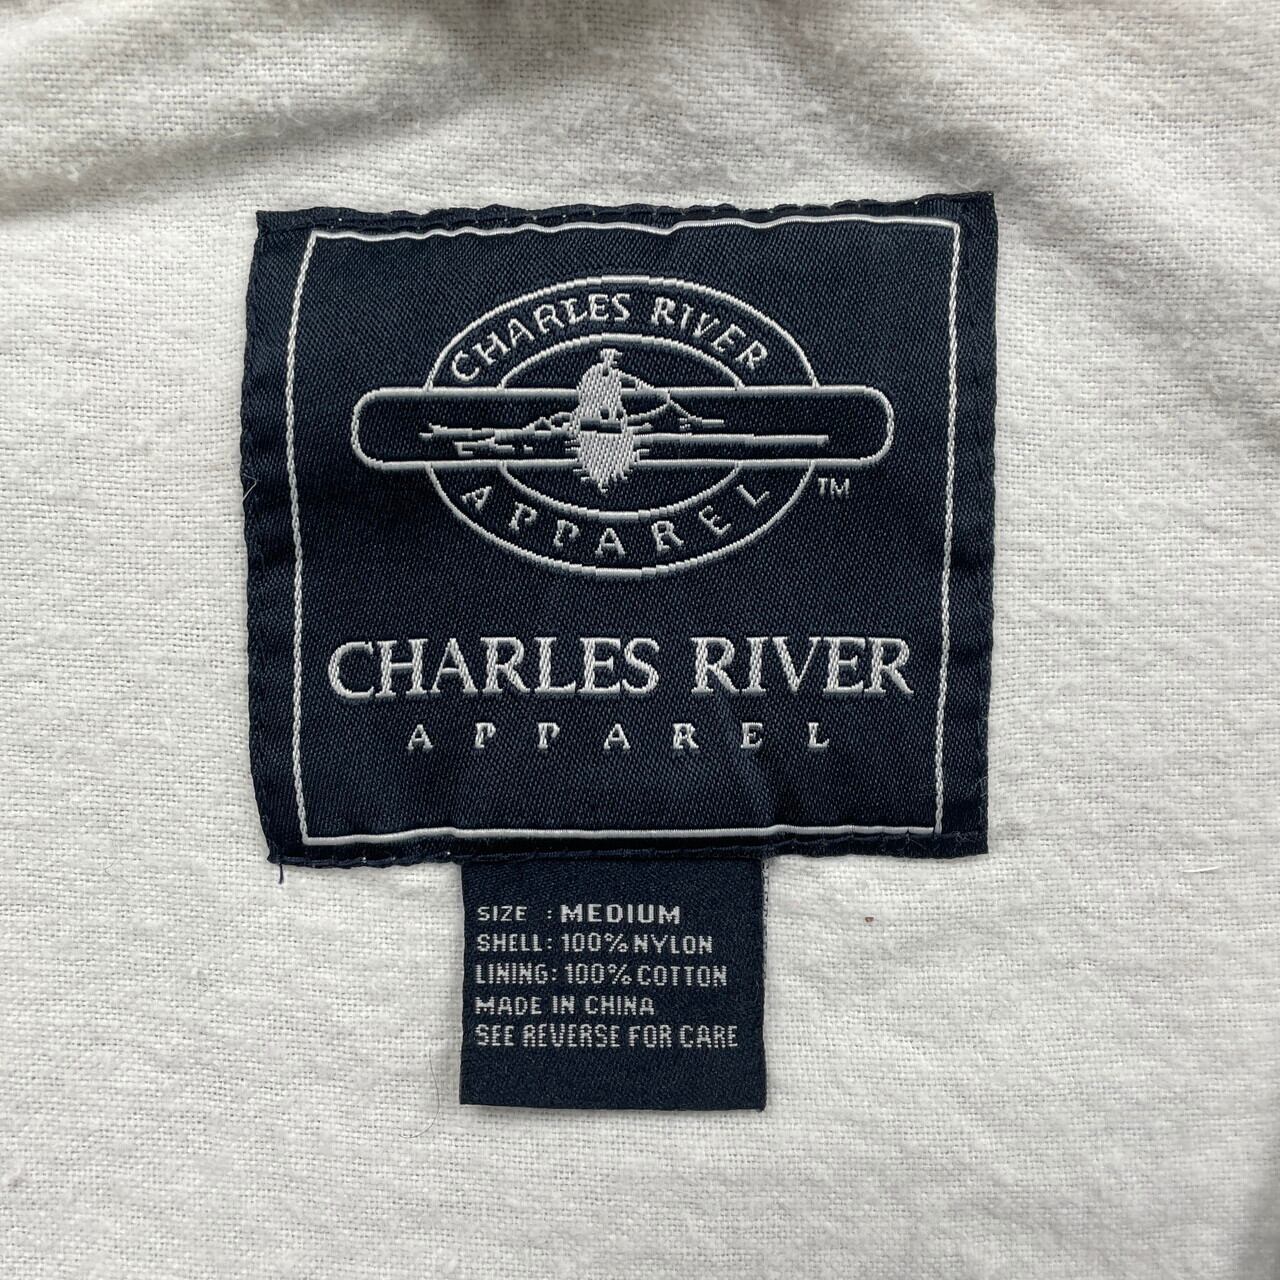 CHARLES RIVER
APPAREL
TM
CHARLES RIVER
APPAREL
SIZE : MEDIUM
SHELL: 100% NYLON
LINING: 100% COTTON
MADE IN CHINA
SEE REVERSE FOR CARE